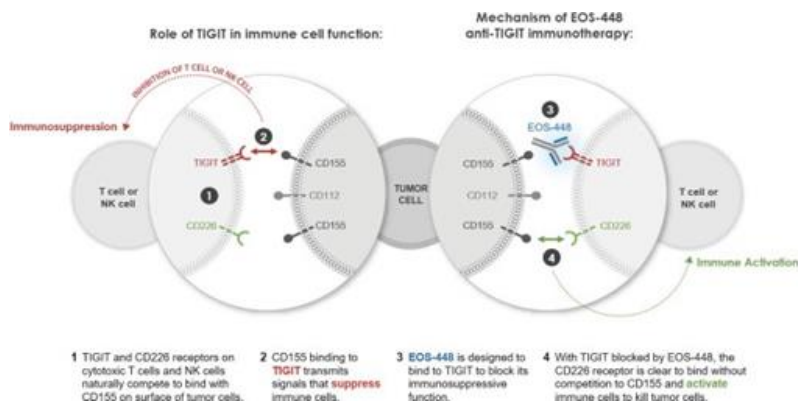 Role of TIGIT in immune cell function:
Mechanism of EOS-448
anti-TIGIT immunotherapy:
INHIBITION OF T CELL OR NK CELL
Immunosuppression
2
TIGIT
CD155
T cell or
NK cell
1
CD112
CD226
CD155
TUMOR
CELL
3
EOS-448
CD155
TIGIT
CD112
T cell or
NK cell
CD155
CD226
4
Immune Activation
1 TIGIT and CD226 receptors on
cytotoxic T cells and NK cells
naturally compete to bind with
CD155 on surface of tumor cells.
2 CD155 binding to
TIGIT transmits
signals that suppress
immune cells.
3 EOS-448 is designed to
bind to TIGIT to block its
immunosuppressive
function.
4 With TIGIT blocked by EOS-448, the
CD226 receptor is clear to bind without
competition to CD155 and activate
immune cells to kill tumor cells.